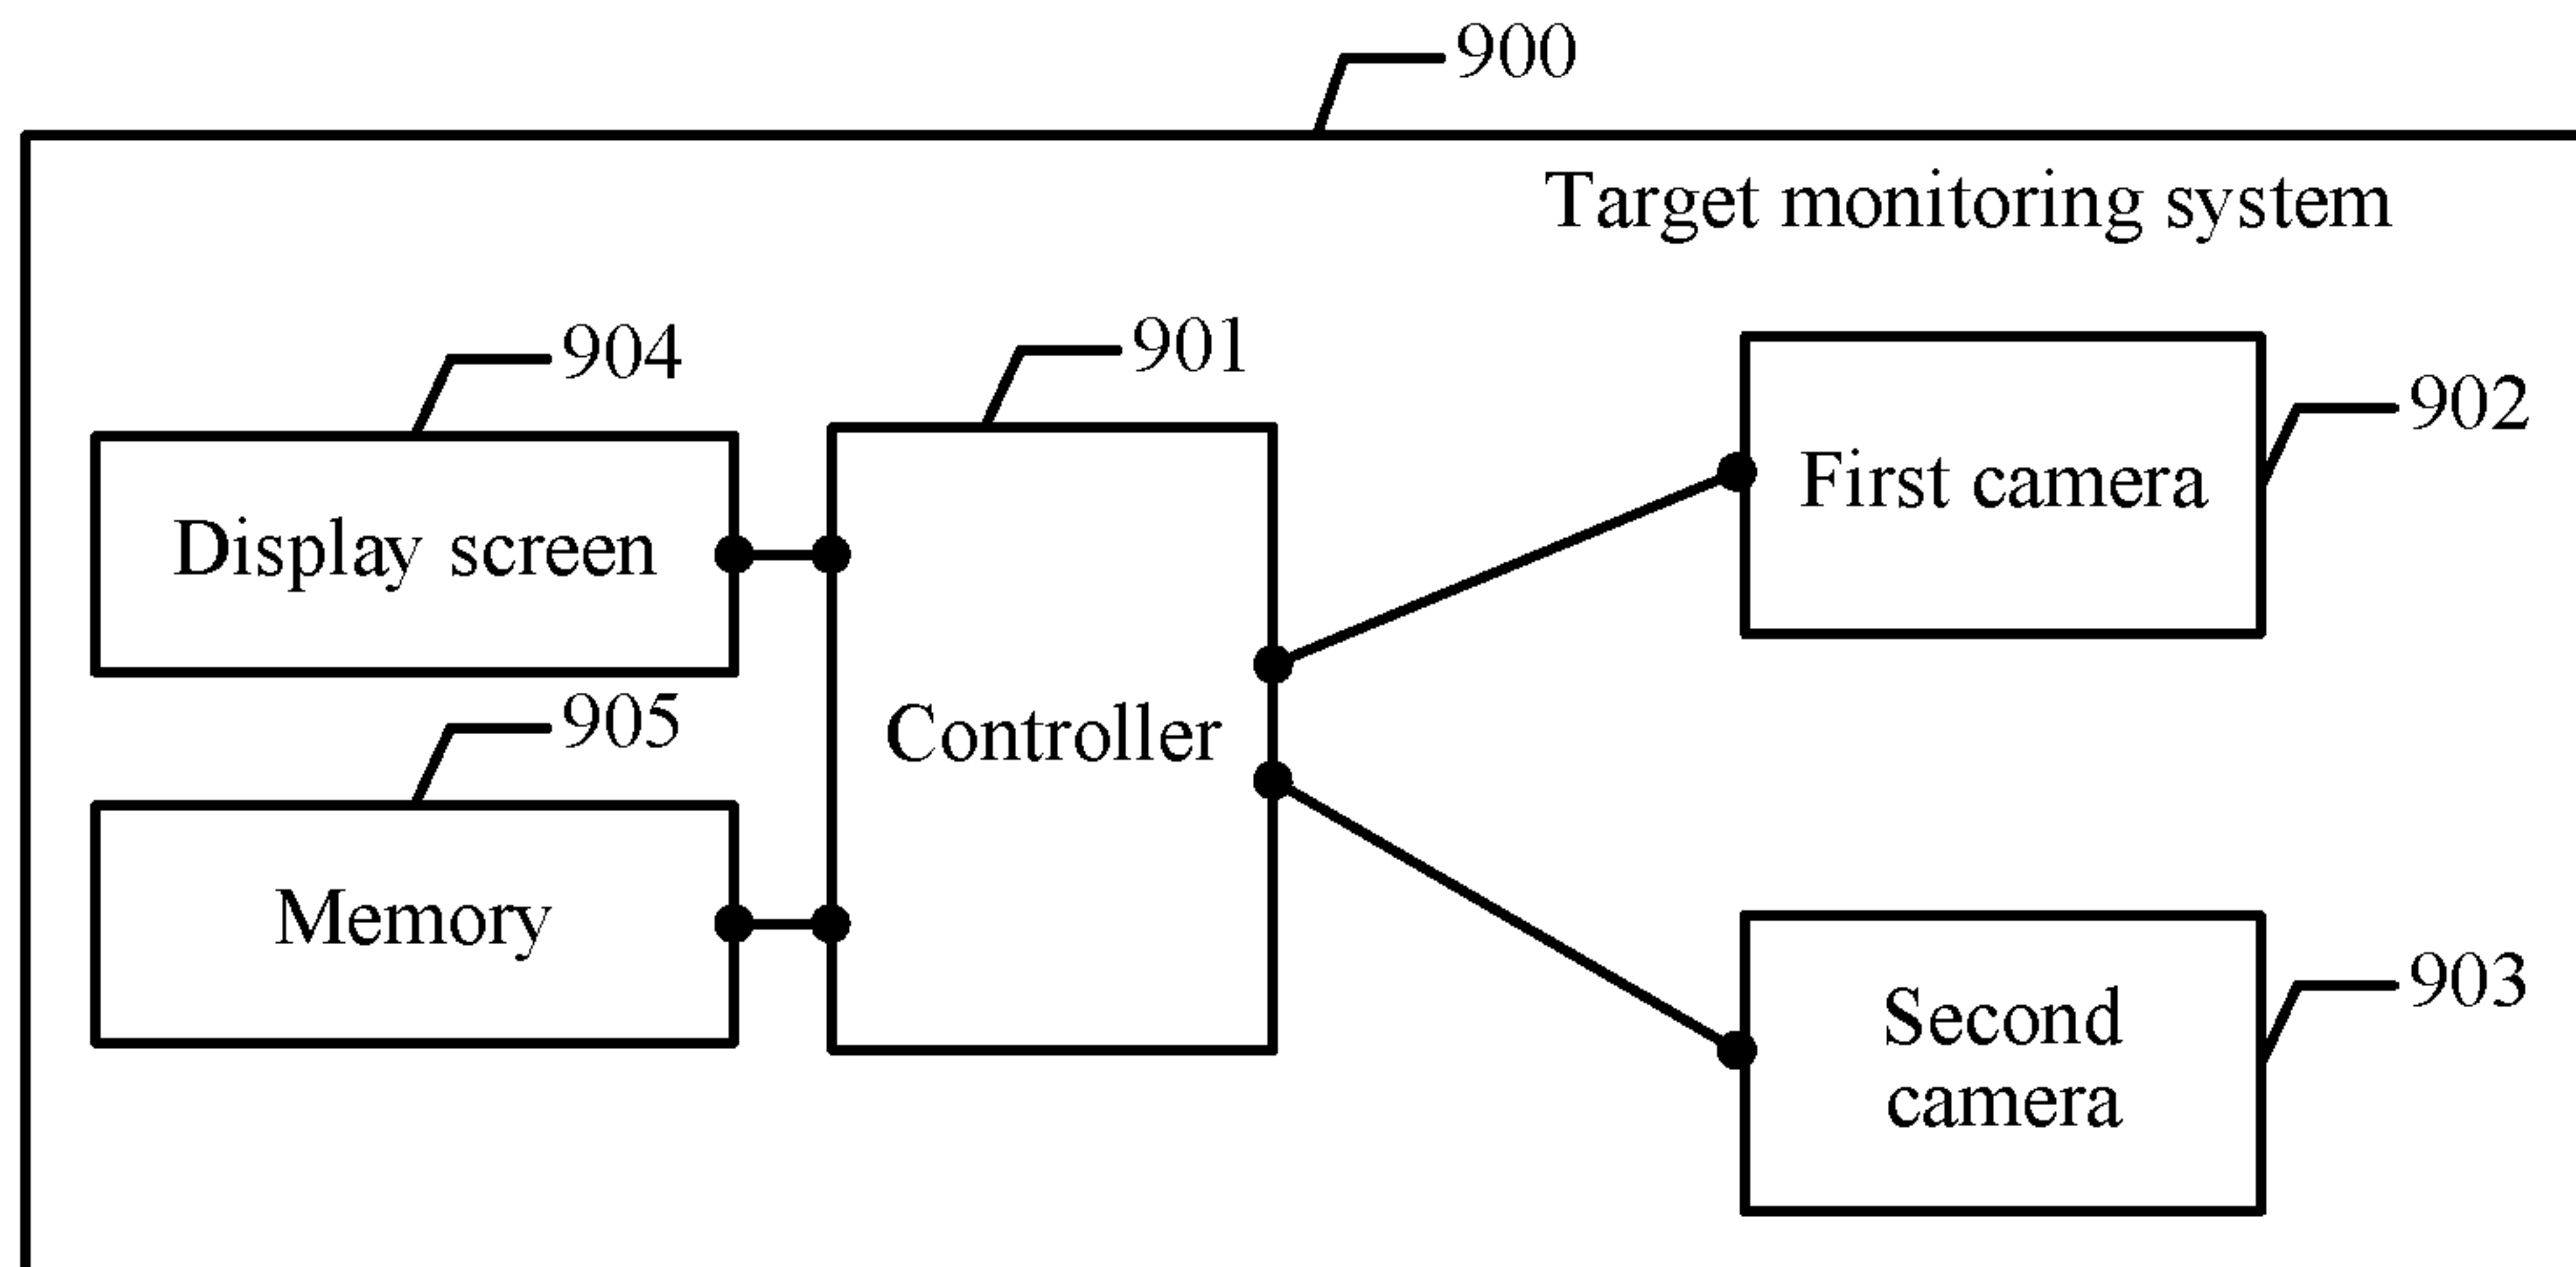 900
Target monitoring system
904
901
902
First camera
Display screen
905
Controller
Memory
903
Second
camera